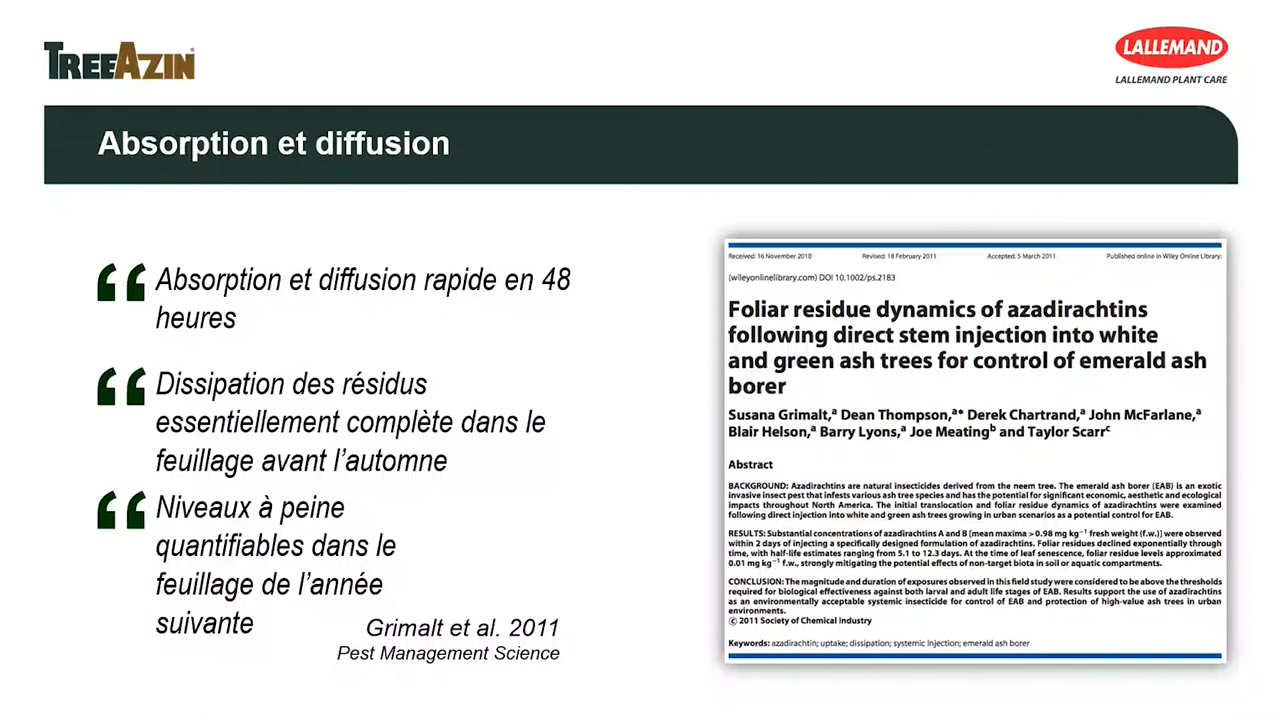 TREEAZIN®
LALLEMAND
LALLEMAND PLANT CARE
Absorption et diffusion
“ Absorption et diffusion rapide en 48
heures
“ Dissipation des résidus
essentiellement complète dans le
feuillage avant l’automne
“ Niveaux à peine
quantifiables dans le
feuillage de l’année
suivante
Grimalt et al. 2011
Pest Management Science
Received: 16 November 2010 Revised: 18 February 2011 Accepted: 5 March 2011 Published online in Wiley Online Library:
(wileyonlinelibrary.com) DOI 10.1002/ps.2183
Foliar residue dynamics of azadirachtins
following direct stem injection into white
and green ash trees for control of emerald ash
borer
Susana Grimalt,ᵃ Dean Thompson,ᵃ* Derek Chartrand,ᵃ John McFarlane,ᵃ
Blair Helson,ᵃ Barry Lyons,ᵃ Joe Meatingᵇ and Taylor Scarrᶜ
Abstract
BACKGROUND: Azadirachtins are natural insecticides derived from the neem tree. The emerald ash borer (EAB) is an exotic
invasive insect pest that infests various ash tree species and has the potential for significant economic, aesthetic and ecological
impacts throughout North America. The initial translocation and foliar residue dynamics of azadirachtins were examined
following direct injection into white and green ash trees growing in urban scenarios as a potential control for EAB.
RESULTS: Substantial concentrations of azadirachtins A and B [mean maxima > 0.98 mg kg⁻¹ fresh weight (f.w.)] were observed
within 2 days of injecting a specifically designed formulation of azadirachtins. Foliar residues declined exponentially through
time, with half-life estimates ranging from 5.1 to 12.3 days. At the time of leaf senescence, foliar residue levels approximated
0.01 mg kg⁻¹ f.w., strongly mitigating the potential effects of non-target biota in soil or aquatic compartments.
CONCLUSION: The magnitude and duration of exposures observed in this field study were considered to be above the thresholds
required for biological effectiveness against both larval and adult life stages of EAB. Results support the use of azadirachtins
as an environmentally acceptable systemic insecticide for control of EAB and protection of high-value ash trees in urban
environments.
© 2011 Society of Chemical Industry
Keywords: azadirachtin; uptake; dissipation; systemic injection; emerald ash borer